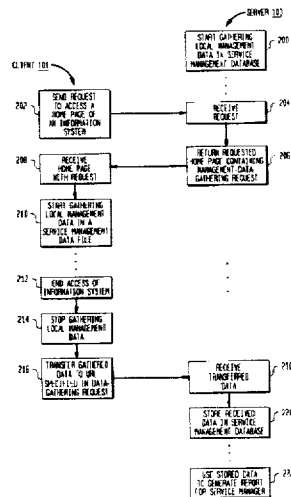 SERVER 103
200
START GATHERING
LOCAL MANAGEMENT
DATA IN SERVICE
MANAGEMENT DATABASE
CLIENT 101
202
SEND REQUEST
TO ACCESS A
HOME PAGE OF
AN INFORMATION
SYSTEM
204
RECEIVE
REQUEST
206
RETURN REQUESTED
HOME PAGE CONTAINING
MANAGEMENT-DATA-
GATHERING REQUEST
208
RECEIVE
HOME PAGE
WITH REQUEST
210
START GATHERING
LOCAL MANAGEMENT
DATA IN A
SERVICE MANAGEMENT
DATA FILE
212
END ACCESS OF
INFORMATION SYSTEM
214
STOP GATHERING
LOCAL MANAGEMENT
DATA
216
TRANSFER GATHERED
DATA TO URL
SPECIFIED IN DATA-
GATHERING REQUEST
RECEIVE
TRANSFERRED
DATA
STORE RECEIVED
DATA IN SERVICE
MANAGEMENT DATABASE
USE STORED DATA
TO GENERATE REPORT
FOR SERVICE MANAGER